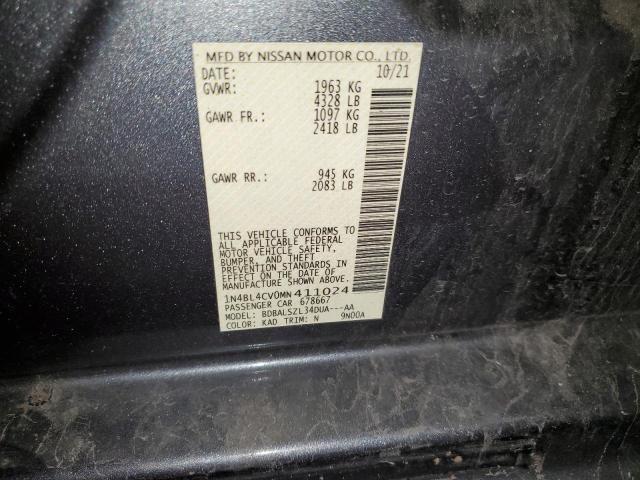 MFD BY NISSAN MOTOR CO., LTD.
DATE: 10/21
GVWR: 1963 KG
4328 LB
GAWR FR.: 1097 KG
2418 LB
GAWR RR.: 945 KG
2083 LB
THIS VEHICLE CONFORMS TO
ALL APPLICABLE FEDERAL
MOTOR VEHICLE SAFETY,
BUMPER, AND THEFT
PREVENTION STANDARDS IN
EFFECT ON THE DATE OF
MANUFACTURE SHOWN ABOVE.
1N4BL4CV0MN411024
PASSENGER CAR 678667
MODEL: BDBALSZL34DUA---AA
COLOR: KAD TRIM: N 9N00A